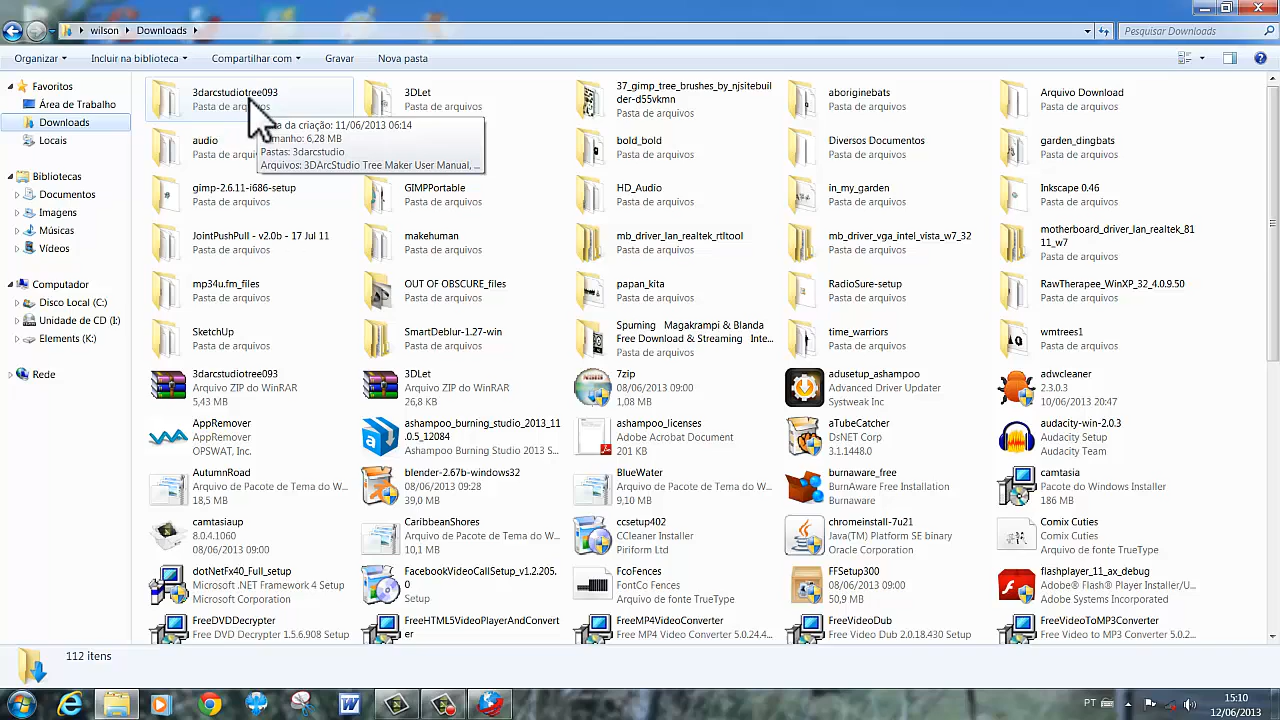 wilson
Downloads
Pesquisar Downloads
Organizar
Incluir na biblioteca
Compartilhar com
Gravar
Nova pasta
Favoritos
Área de Trabalho
Downloads
Locais
Bibliotecas
Documentos
Imagens
Músicas
Vídeos
Computador
Disco Local (C:)
Unidade de CD (I:)
Elements (K:)
Rede
3darcstudiotree093
Pasta de arquivos
3DLet
Pasta de arquivos
37_gimp_tree_brushes_by_njsitebuil
der-d55vkmn
Pasta de arquivos
aboriginebats
Pasta de arquivos
Arquivo Download
Pasta de arquivos
da criação: 11/06/2013 06:14
6,28 MB
Pastas: 3darcstudio
Arquivos: 3DArcStudio Tree Maker User Manual, ...
audio
bold_bold
Pasta de arquivos
Diversos Documentos
Pasta de arquivos
garden_dingbats
Pasta de arquivos
gimp-2.6.11-i686-setup
Pasta de arquivos
GIMPPortable
Pasta de arquivos
HD_Audio
Pasta de arquivos
in_my_garden
Pasta de arquivos
Inkscape 0.46
Pasta de arquivos
JointPushPull - v2.0b - 17 Jul 11
Pasta de arquivos
makehuman
Pasta de arquivos
mb_driver_lan_realtek_rtltool
Pasta de arquivos
mb_driver_vga_intel_vista_w7_32
Pasta de arquivos
motherboard_driver_lan_realtek_81
11_w7
Pasta de arquivos
mp34u.fm_files
Pasta de arquivos
OUT OF OBSCURE_files
Pasta de arquivos
papan_kita
Pasta de arquivos
RadioSure-setup
Pasta de arquivos
RawTherapee_WinXP_32_4.0.9.50
Pasta de arquivos
SketchUp
Pasta de arquivos
SmartDeblur-1.27-win
Pasta de arquivos
Spuming Magakrampi & Blanda
Free Download & Streaming Inte...
Pasta de arquivos
time_warriors
Pasta de arquivos
wmtrees1
Pasta de arquivos
3darcstudiotree093
Arquivo ZIP do WinRAR
5,43 MB
3DLet
Arquivo ZIP do WinRAR
26,8 KB
7zip
08/06/2013 09:00
1,08 MB
adusetup_ashampoo
Advanced Driver Updater
Systweak Inc
adwcleaner
2.3.0.3
10/06/2013 20:47
AppRemover
AppRemover
OPSWAT, Inc.
ashampoo_burning_studio_2013_11
.0.5_12084
Ashampoo Burning Studio 2013 S...
ashampoo_licenses
Adobe Acrobat Document
201 KB
aTubeCatcher
DsNET Corp
3.1.1448.0
audacity-win-2.0.3
Audacity Setup
Audacity Team
AutumnRoad
Arquivo de Pacote de Tema do W...
18,5 MB
blender-2.67b-windows32
08/06/2013 09:28
39,0 MB
BlueWater
Arquivo de Pacote de Tema do W...
9,10 MB
burnaware_free
BurnAware Free Installation
Burnaware
camtasia
Pacote do Windows Installer
186 MB
camtasiaup
8.0.4.1060
08/06/2013 09:00
CaribbeanShores
Arquivo de Pacote de Tema do W...
10,1 MB
ccsetup402
CCleaner Installer
Piriform Ltd
chromeinstall-7u21
Java(TM) Platform SE binary
Oracle Corporation
Comix Cuties
Comix Cuties
Arquivo de fonte TrueType
dotNetFx40_Full_setup
Microsoft .NET Framework 4 Setup
Microsoft Corporation
FacebookVideoCallSetup_v1.2.205.
0
Setup
FcoFences
FontCo Fences
Arquivo de fonte TrueType
FFSetup300
08/06/2013 09:00
50,9 MB
flashplayer_11_ax_debug
Adobe® Flash® Player Installer/U...
Adobe Systems Incorporated
FreeDVDDecrypter
Free DVD Decrypter 1.5.6.908 Setup
FreeHTML5VideoPlayerAndConvert
er
FreeMP4VideoConverter
Free MP4 Video Converter 5.0.24.4...
FreeVideoDub
Free Video Dub 2.0.18.430 Setup
FreeVideoToMP3Converter
Free Video to MP3 Converter 5.0.2...
112 itens
PT
15:10
12/06/2013